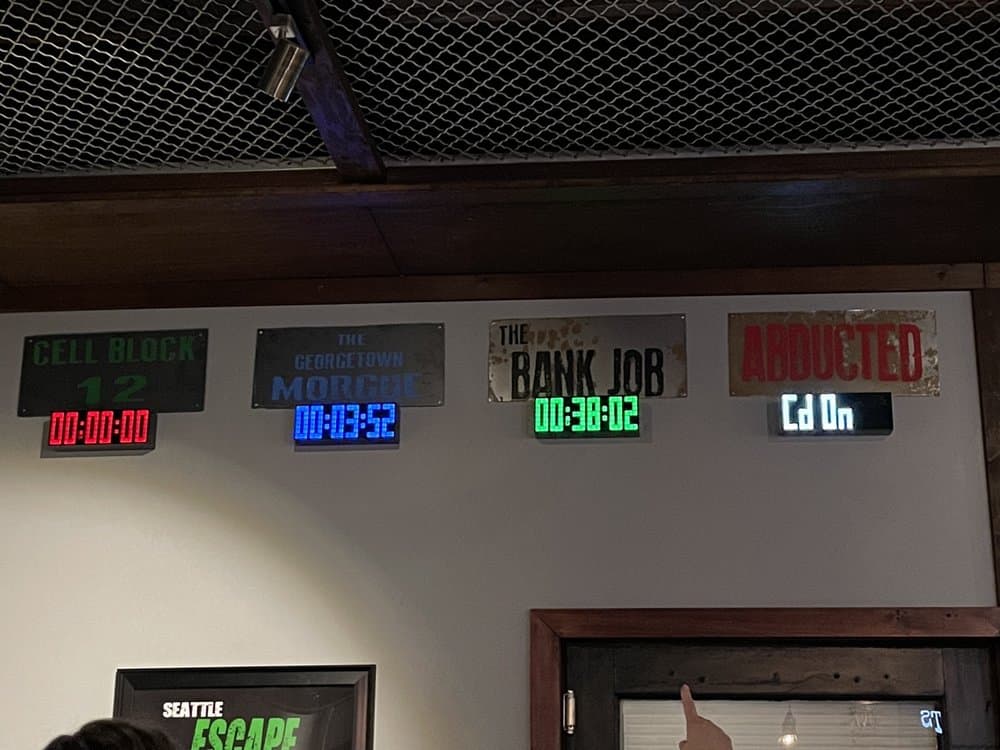 CELL BLOCK
12
00:00:00
THE
GEORGETOWN
MORGUE
00:03:52
THE
BANK JOB
00:38:02
ABDUCTED
Cd On
SEATTLE
ESCAPE